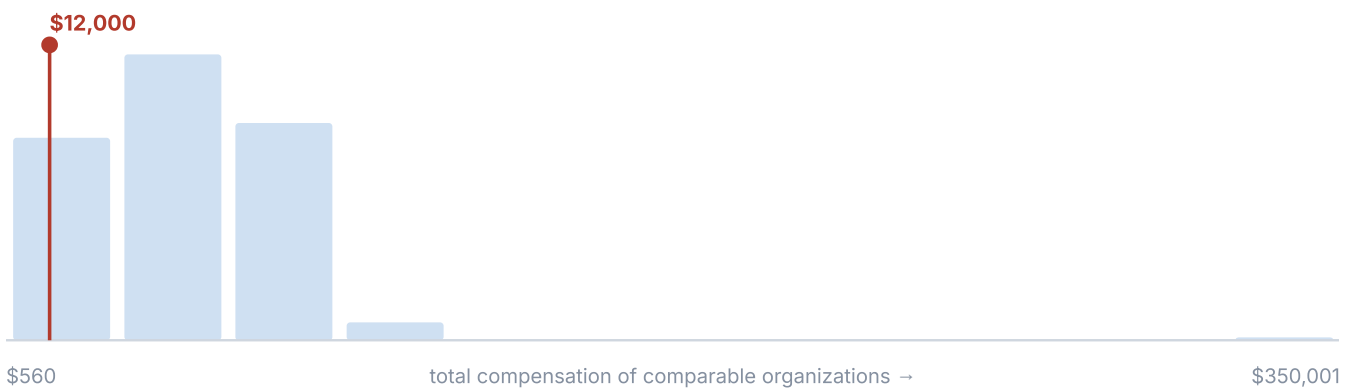 $12,000
$560
total compensation of comparable organizations →
$350,001